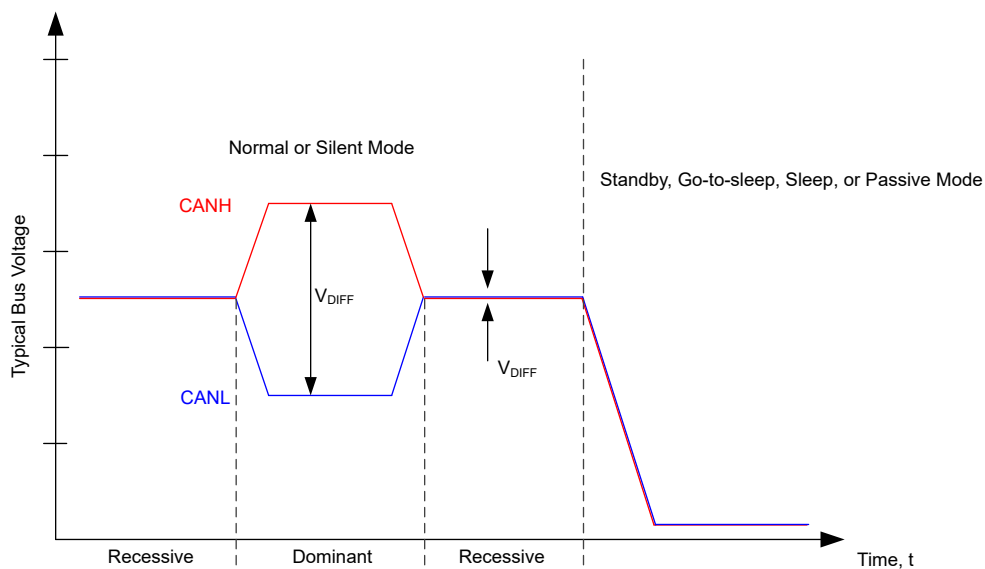 Normal or Silent Mode
Standby, Go-to-sleep, Sleep, or Passive Mode
CANH
Typical Bus Voltage
VDIFF
VDIFF
CANL
Recessive
Dominant
Recessive
Time, t